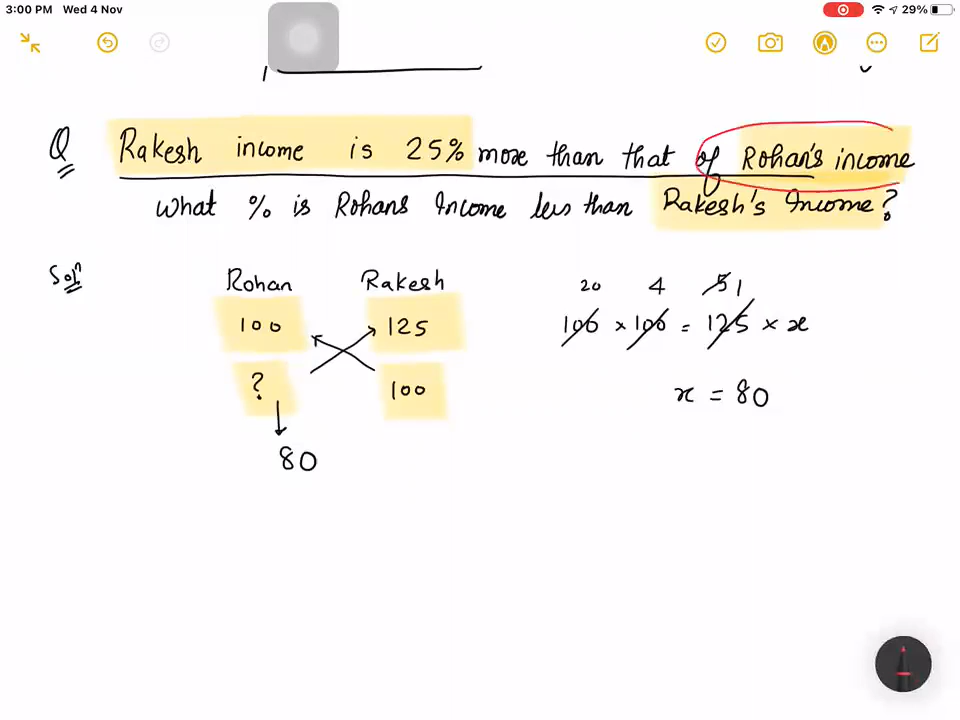 3:00 PM Wed 4 Nov 29%
Q Rakesh income is 25% more than that of Rohan's income
What % is Rohans Income less than Rakesh's Income?
Solⁿ
Rohan Rakesh
100 125
? 100
80
20 4 5 1
100 × 100 = 125 × x
x = 80